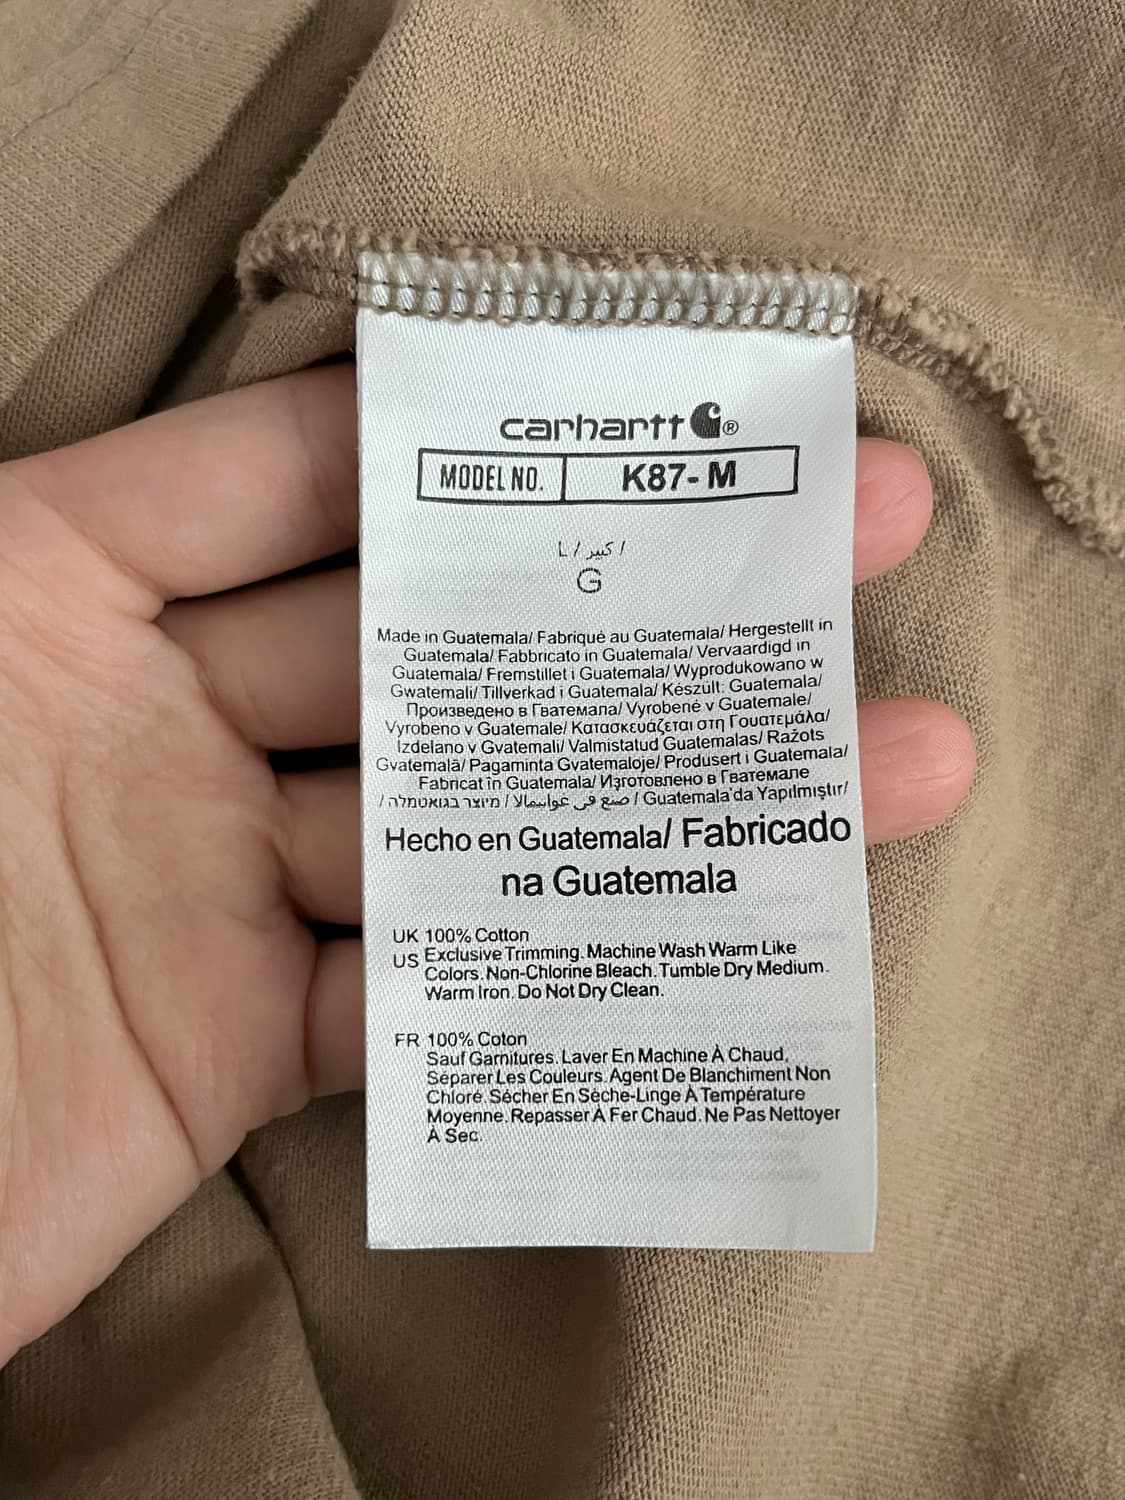 carhartt ®
MODEL NO. K87- M
L / كبير /
G
Made in Guatemala/ Fabriqué au Guatemala/ Hergestellt in
Guatemala/ Fabbricato in Guatemala/ Vervaardigd in
Guatemala/ Fremstillet i Guatemala/ Wyprodukowano w
Gwatemali/ Tillverkad i Guatemala/ Készült: Guatemala/
Произведено в Гватемала/ Vyrobené v Guatemale/
Vyrobeno v Guatemale/ Κατασκευάζεται στη Γουατεμάλα/
Izdelano v Gvatemali/ Valmistatud Guatemalas/ Ražots
Gvatemalā/ Pagaminta Gvatemaloje/ Produsert i Guatemala/
Fabricat în Guatemala/ Изготовлено в Гватемале
/ מיוצר בגואטמלה / صنع في غواتيمالا / Guatemala'da Yapılmıştır/
Hecho en Guatemala/ Fabricado
na Guatemala
UK 100% Cotton
US Exclusive Trimming. Machine Wash Warm Like
Colors. Non-Chlorine Bleach. Tumble Dry Medium.
Warm Iron. Do Not Dry Clean.
FR 100% Coton
Sauf Garnitures. Laver En Machine À Chaud,
Séparer Les Couleurs. Agent De Blanchiment Non
Chloré. Sécher En Sèche-Linge À Température
Moyenne. Repasser À Fer Chaud. Ne Pas Nettoyer
À Sec.